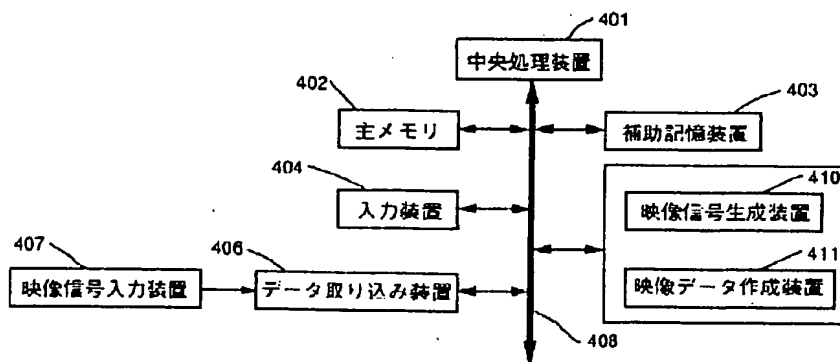 401
中央処理装置
402
主メモリ
403
補助記憶装置
404
入力装置
410
映像信号生成装置
407
映像信号入力装置
406
データ取り込み装置
411
映像データ作成装置
408